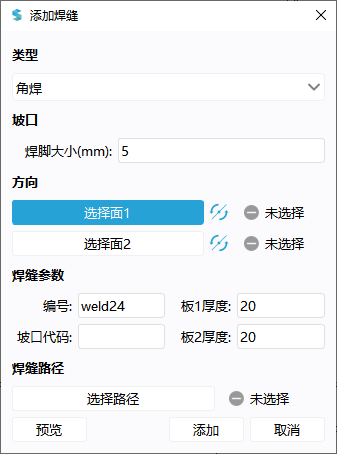 添加焊缝
类型
角焊
坡口
焊脚大小(mm): 5
方向
选择面1 未选择
选择面2 未选择
焊缝参数
编号: weld24 板1厚度: 20
坡口代码: 板2厚度: 20
焊缝路径
选择路径 未选择
预览 添加 取消